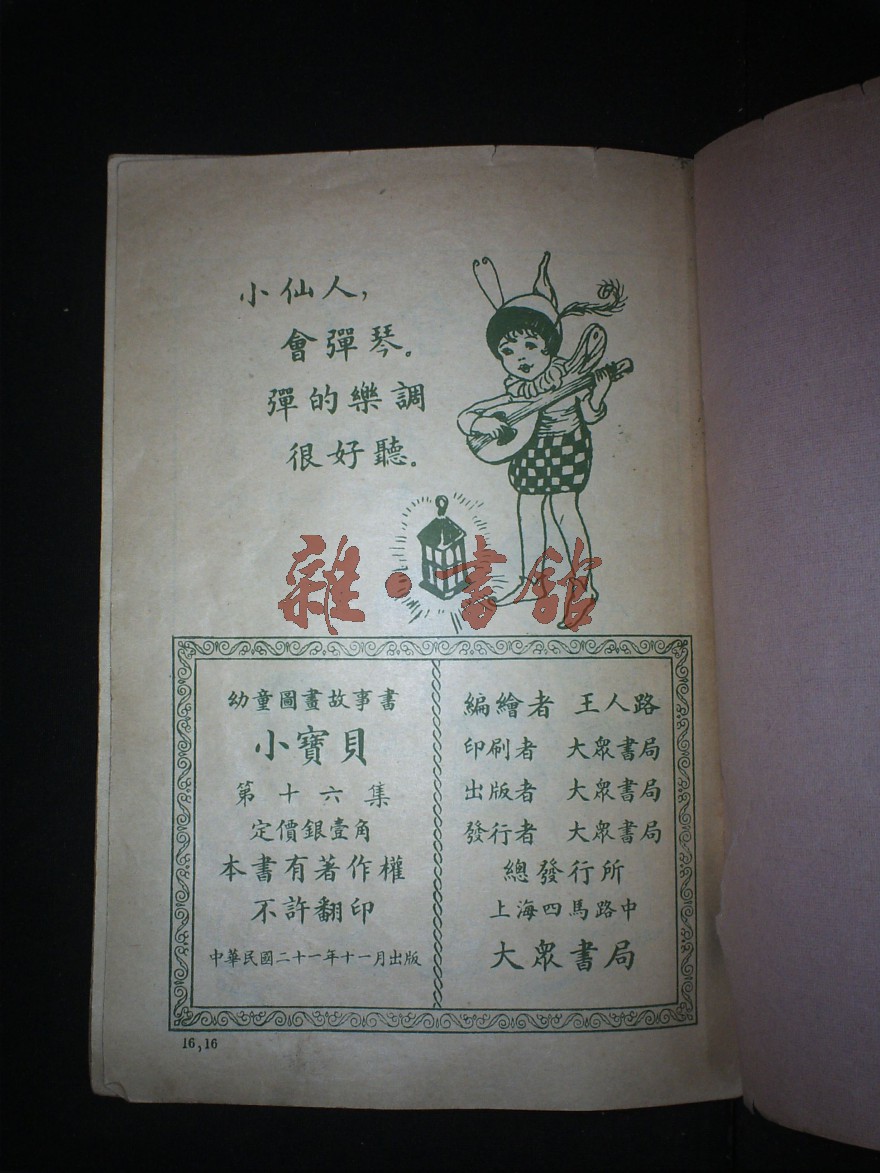 小仙人，
會彈琴。
彈的樂調
很好聽。
雜·書館
幼童圖畫故事書
小寶貝
第十六集
定價銀壹角
本書有著作權
不許翻印
中華民國二十一年十一月出版
編繪者 王人路
印刷者 大眾書局
出版者 大眾書局
發行者 大眾書局
總發行所
上海四馬路中
大眾書局
16,16